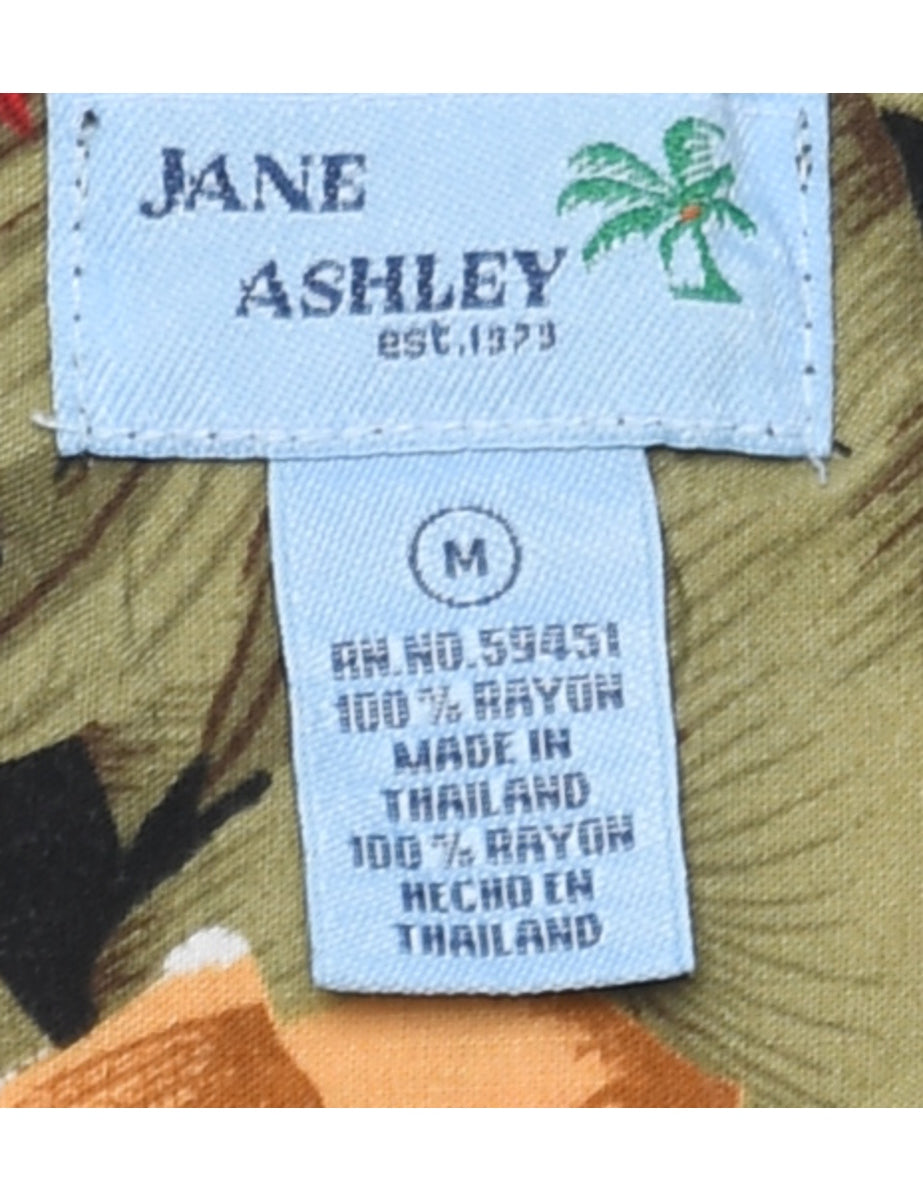 JANE
ASHLEY
est.1979
M
RN.NO.59451
100% RAYON
MADE IN
THAILAND
100% RAYON
HECHO EN
THAILAND